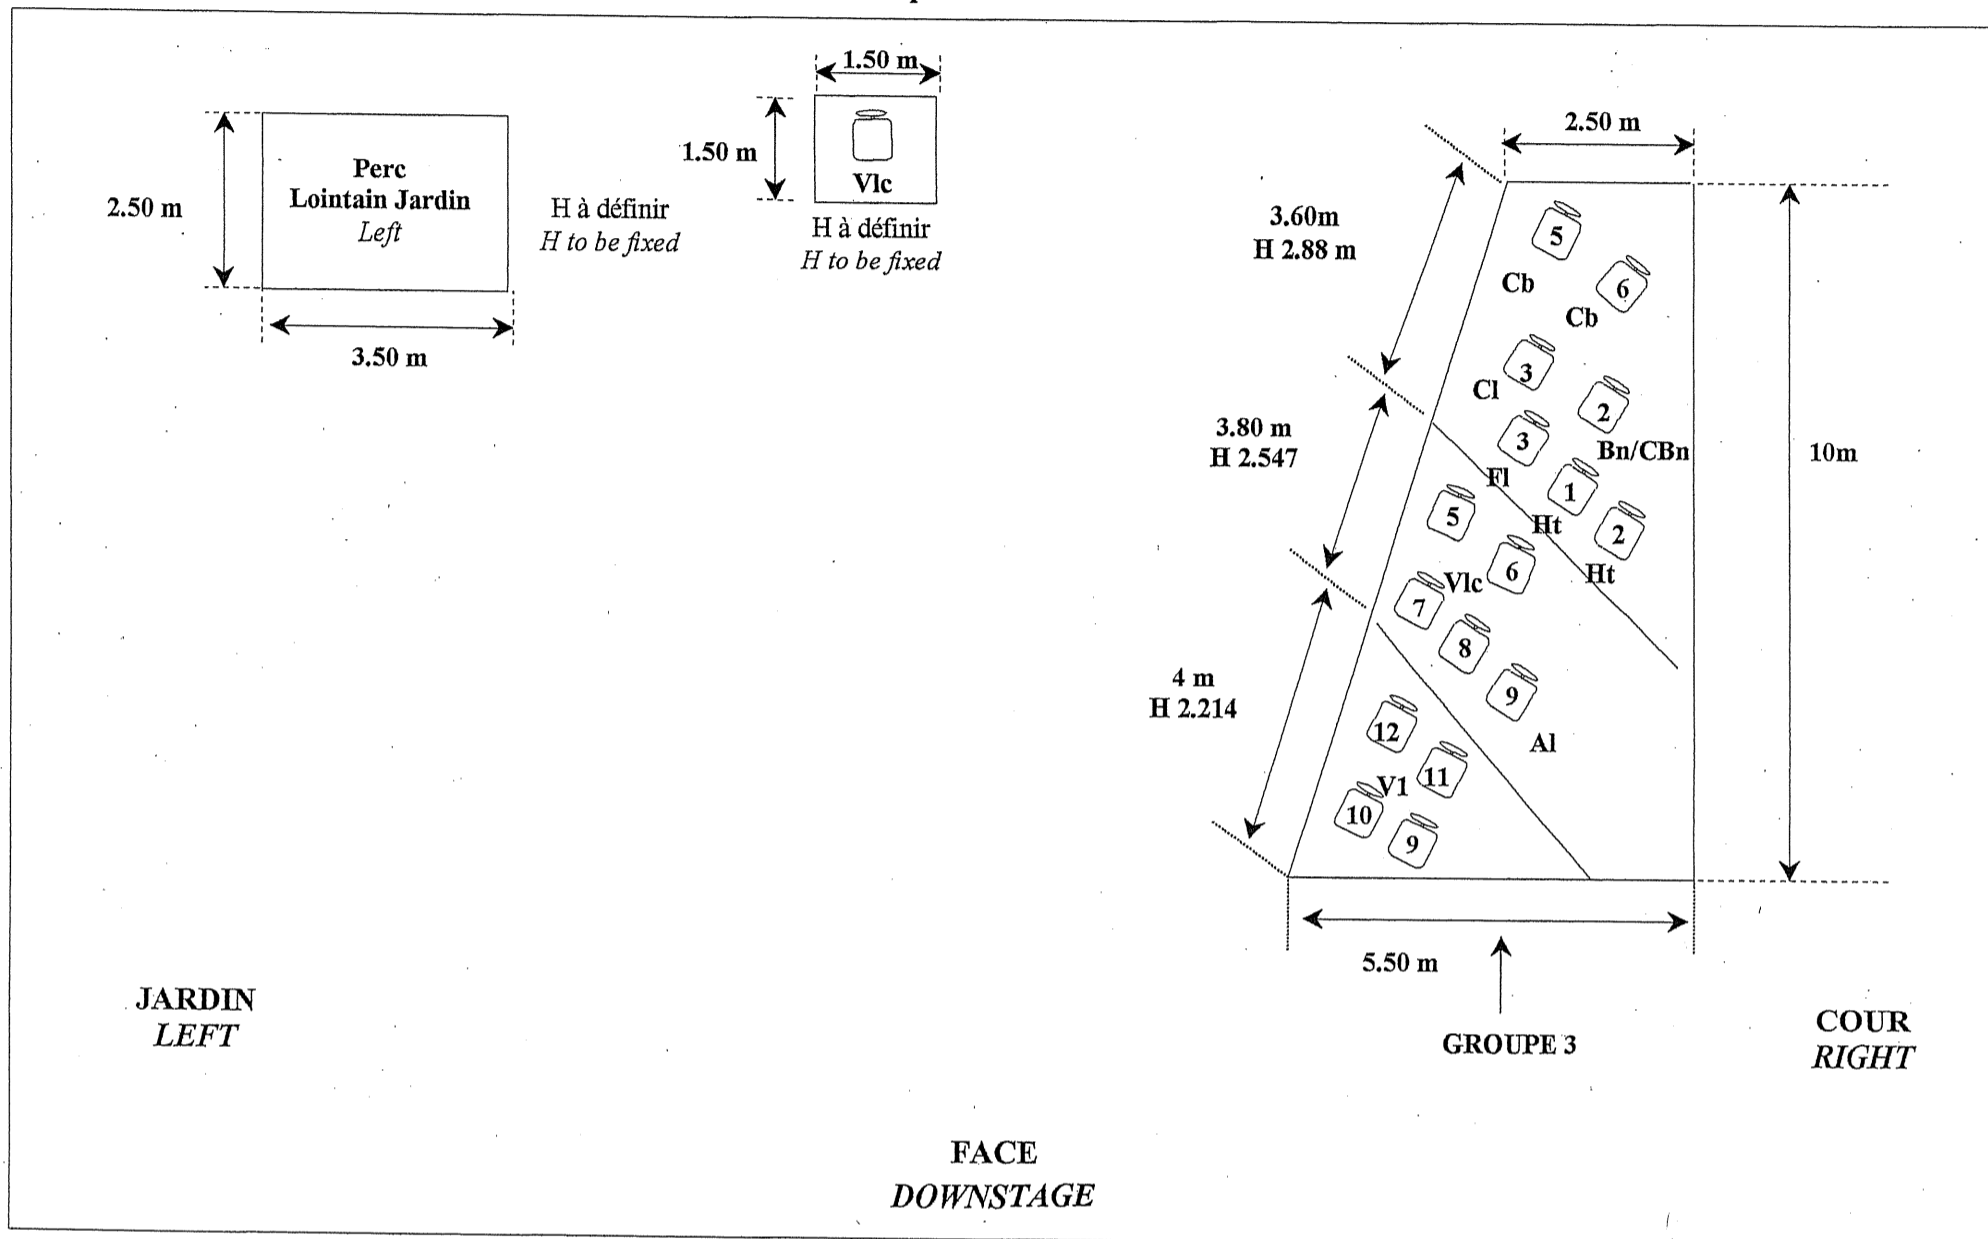 1.50 m
1.50 m
Vlc
H à définir
H to be fixed
2.50 m
Perc
Lointain Jardin
Left
H à définir
H to be fixed
3.50 m
2.50 m
3.60m
H 2.88 m
3.80 m
H 2.547
4 m
H 2.214
10m
5
Cb
6
Cb
3
Cl
2
Bn/CBn
3
Fl
1
Ht
2
Ht
5
6
Vlc
7
8
9
Al
12
11
V1
10
9
5.50 m
GROUPE 3
JARDIN
LEFT
COUR
RIGHT
FACE
DOWNSTAGE